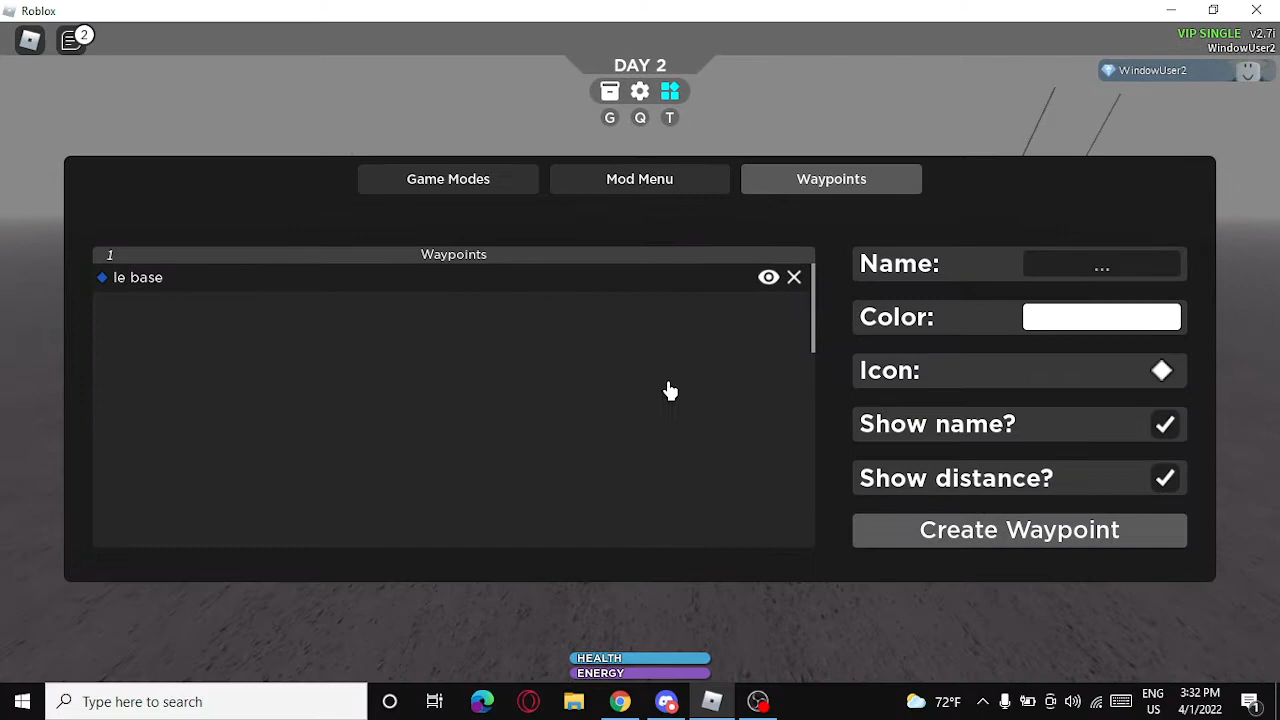 Roblox
2
VIP SINGLE v2.7i
WindowUser2
DAY 2
WindowUser2
G Q T
Game Modes Mod Menu Waypoints
1 Waypoints
le base
Name: ...
Color:
Icon:
Show name?
Show distance?
Create Waypoint
HEALTH
ENERGY
Type here to search
72°F
ENG
US
3:32 PM
4/1/2022
1